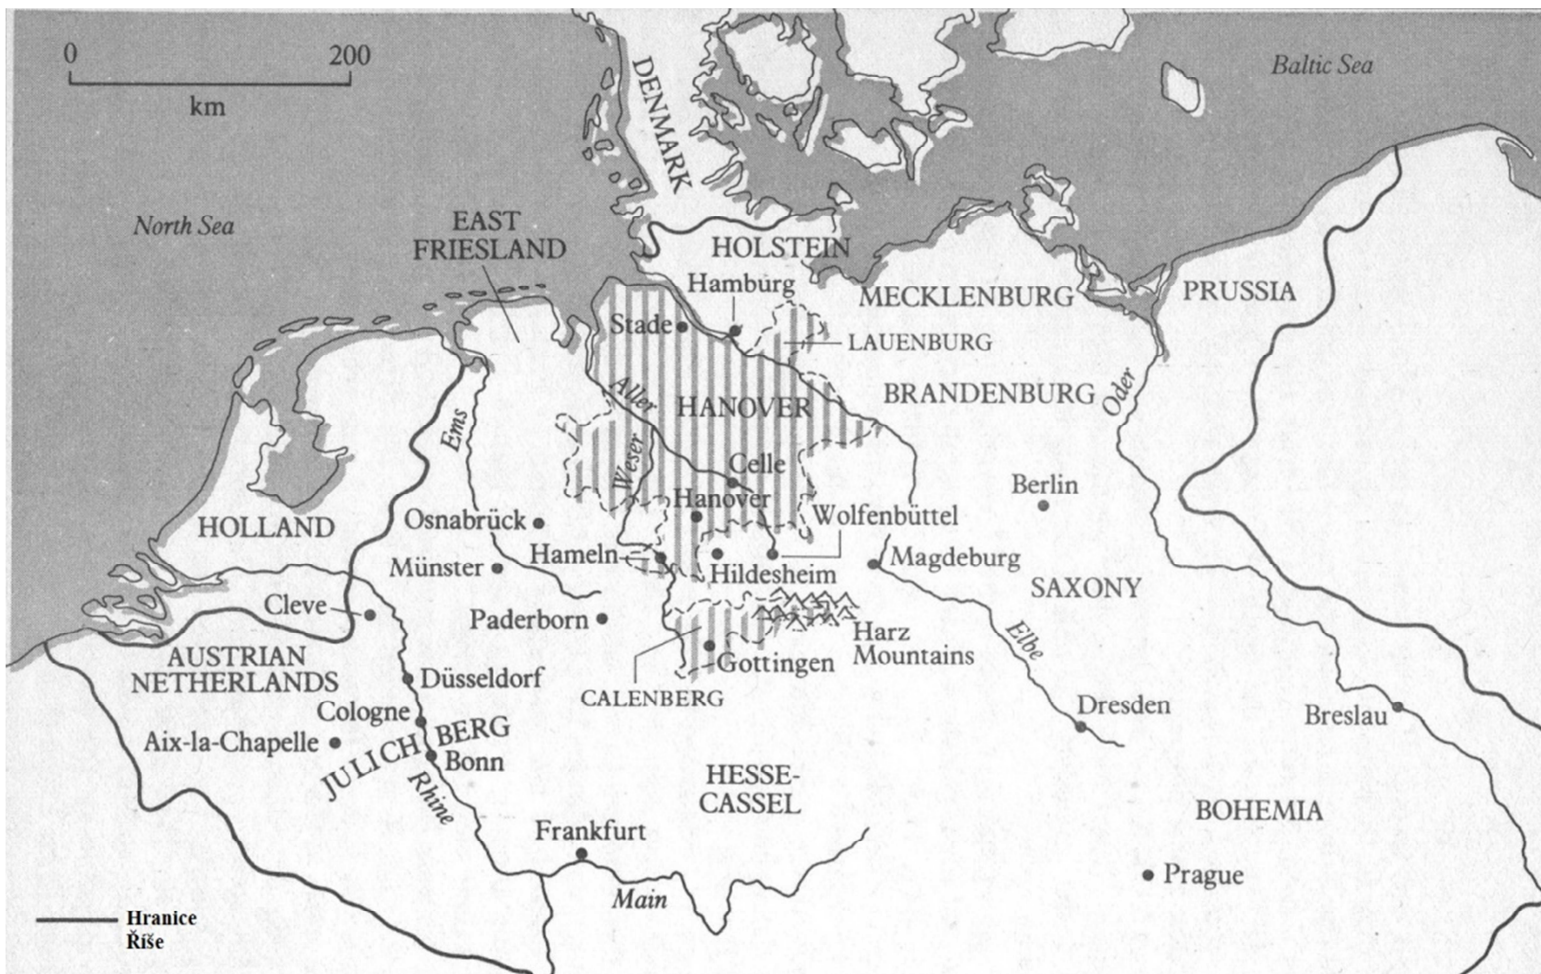 0 200
km
North Sea
Baltic Sea
DENMARK
EAST
FRIESLAND
HOLSTEIN
Hamburg
MECKLENBURG
PRUSSIA
Stade
LAUENBURG
Aller
HANOVER
BRANDENBURG
Oder
Ems
Weser
Celle
Hanover
Berlin
HOLLAND
Osnabrück
Wolfenbüttel
Hameln
Magdeburg
Münster
Hildesheim
SAXONY
Cleve
Paderborn
Harz
Mountains
Elbe
AUSTRIAN
NETHERLANDS
Gottingen
Düsseldorf
CALENBERG
Cologne
Dresden
Breslau
Aix-la-Chapelle
JULICH BERG
Bonn
Rhine
HESSE-
CASSEL
BOHEMIA
Frankfurt
Main
Prague
Hranice
Říše